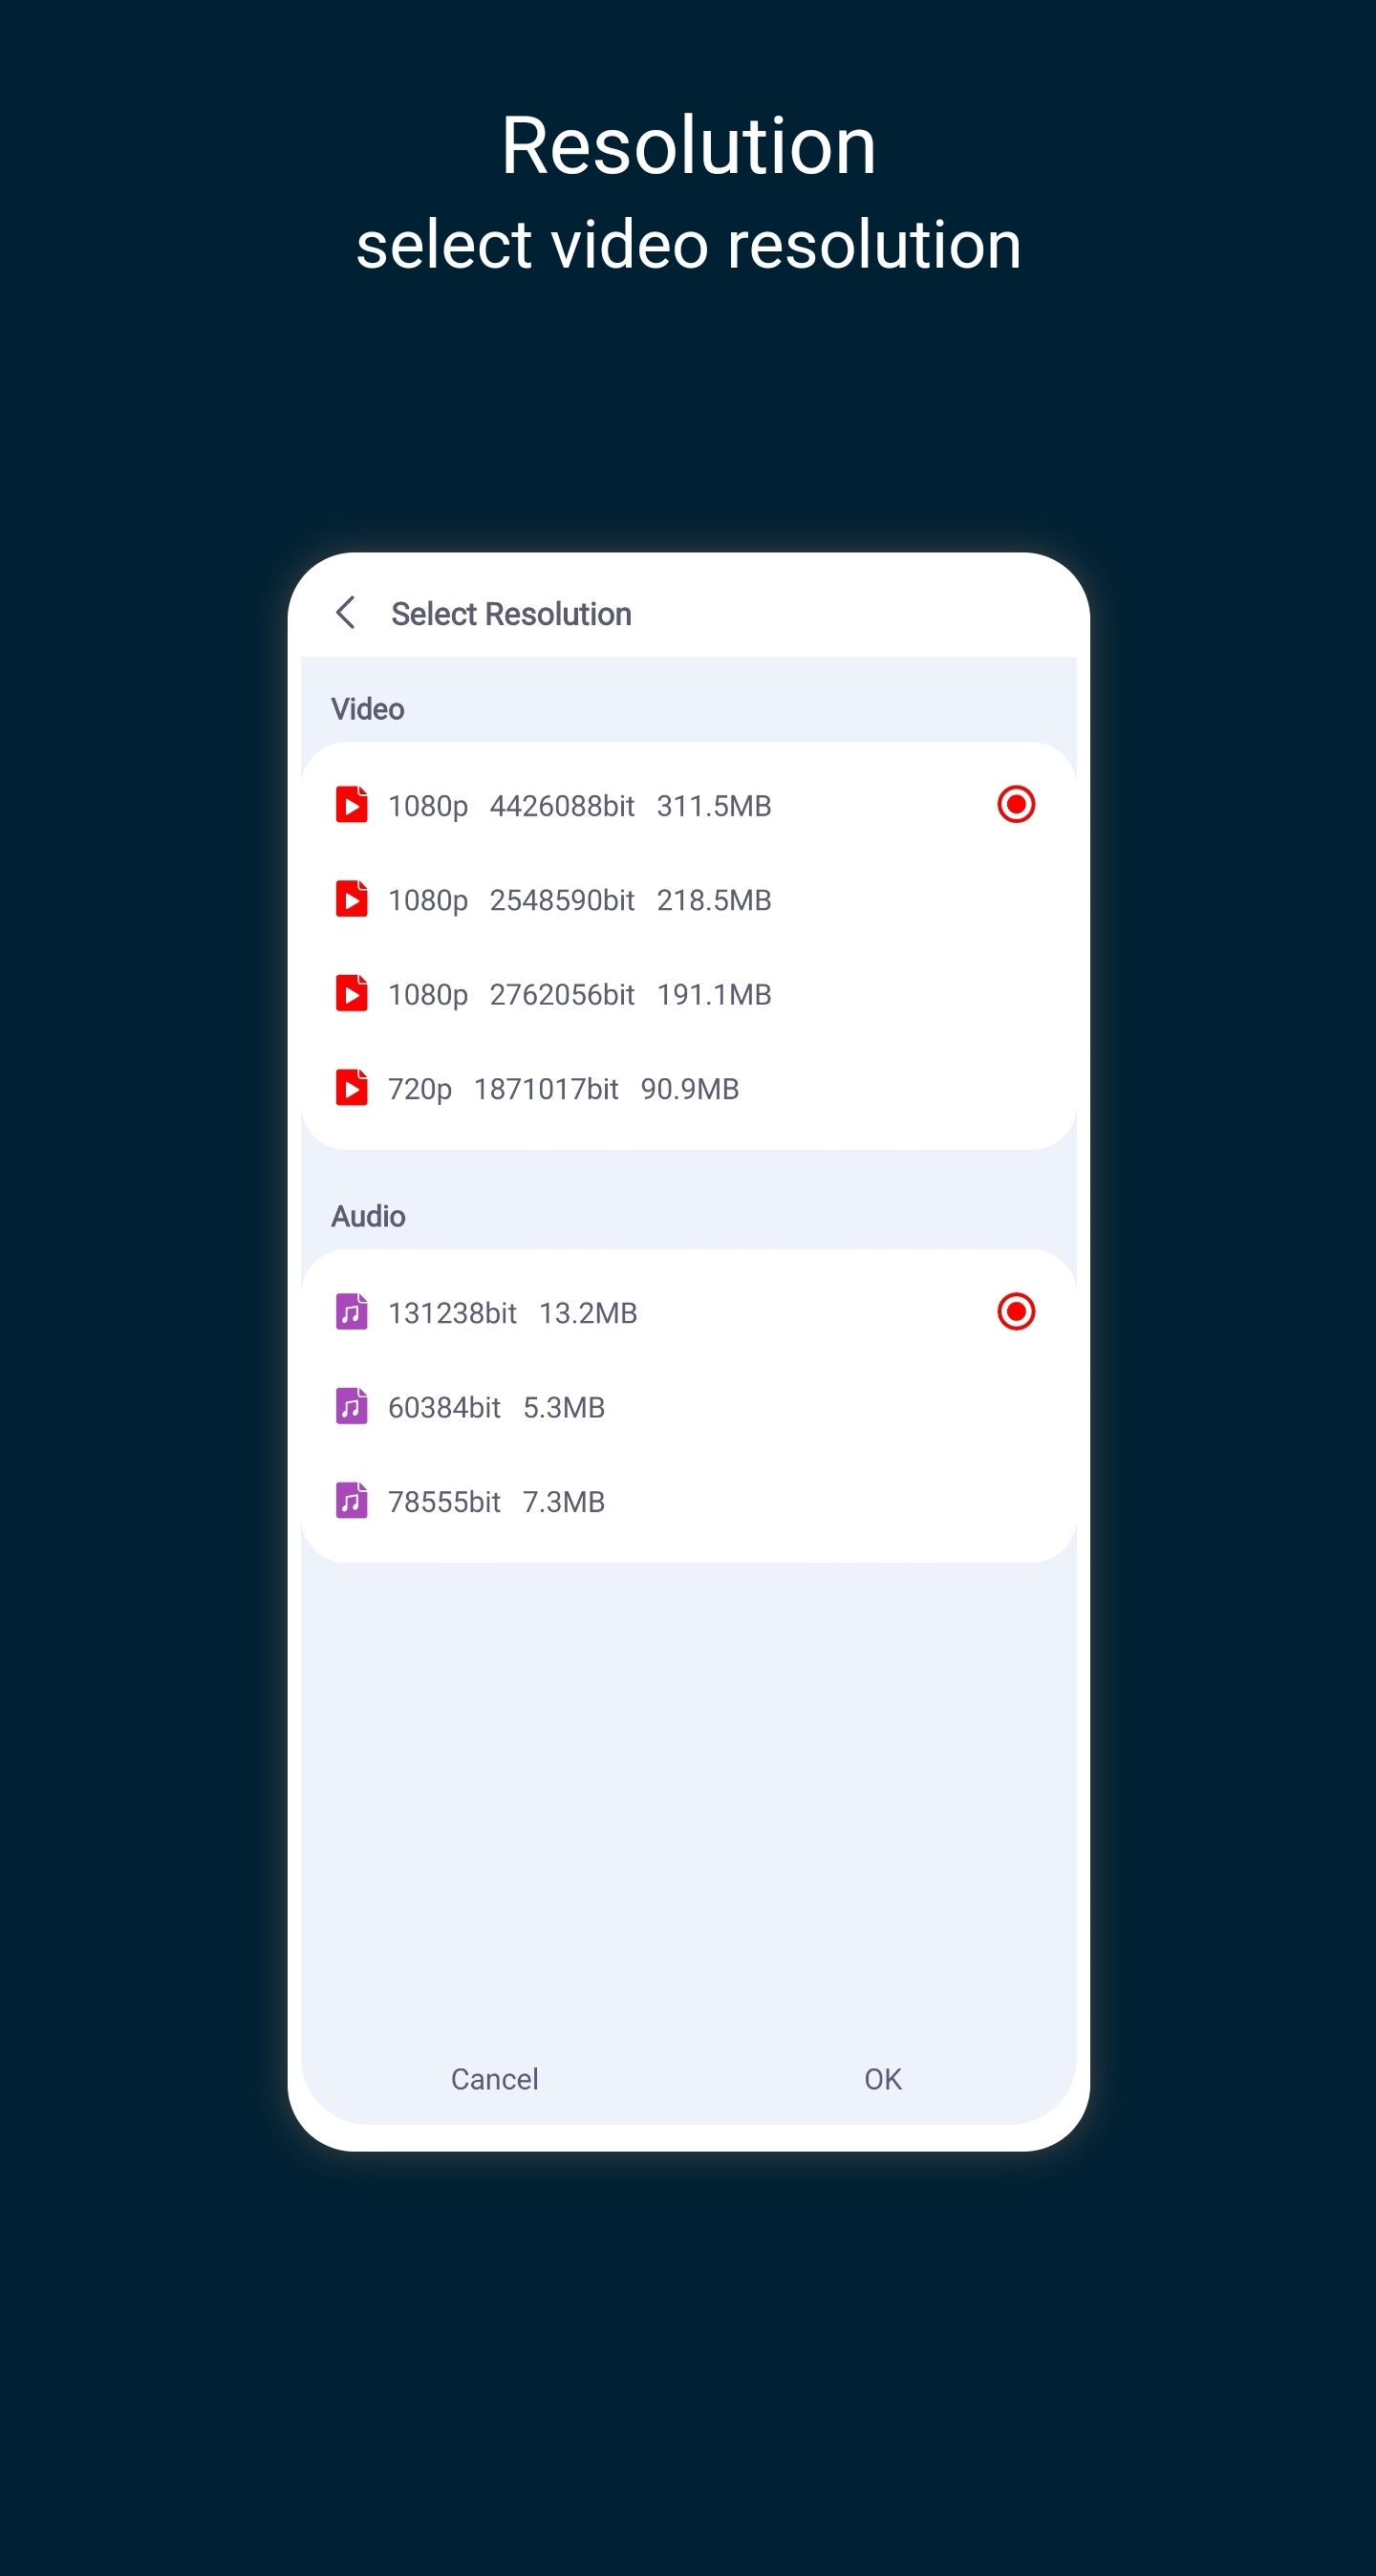 Resolution
select video resolution
Select Resolution
Video
1080p 4426088bit 311.5MB
1080p 2548590bit 218.5MB
1080p 2762056bit 191.1MB
720p 1871017bit 90.9MB
Audio
131238bit 13.2MB
60384bit 5.3MB
78555bit 7.3MB
Cancel OK